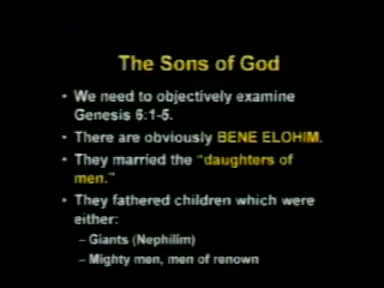 The Sons of God
• We need to objectively examine
Genesis 6:1-5.
• There are obviously BENE ELOHIM.
• They married the "daughters of
men."
• They fathered children which were
either:
– Giants (Nephilim)
– Mighty men, men of renown